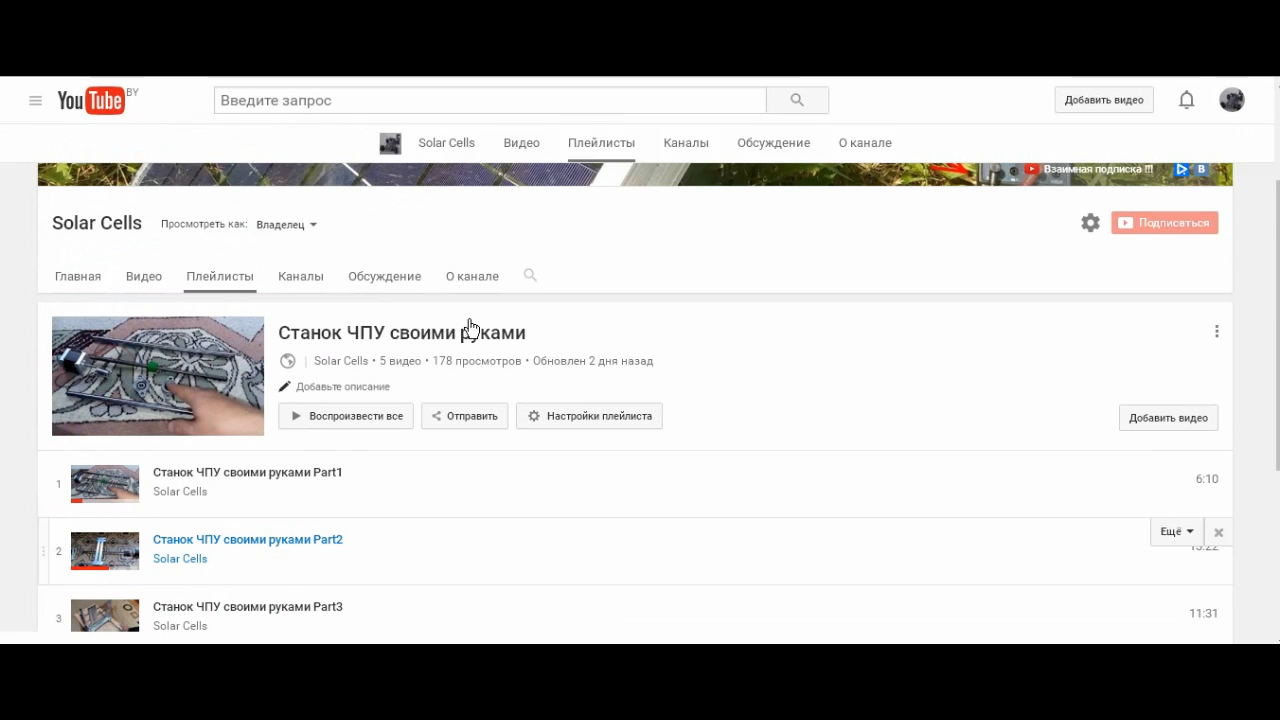 YouTube BY
Введите запрос
Добавить видео
Solar Cells Видео Плейлисты Каналы Обсуждение О канале
Взаимная подписка !!! B
Solar Cells Просмотреть как: Владелец Подписаться
Главная Видео Плейлисты Каналы Обсуждение О канале
Станок ЧПУ своими руками
Solar Cells • 5 видео • 178 просмотров • Обновлен 2 дня назад
Добавьте описание
Воспроизвести все Отправить Настройки плейлиста Добавить видео
1 Станок ЧПУ своими руками Part1 6:10
Solar Cells
2 Станок ЧПУ своими руками Part2 Ещё
Solar Cells
3 Станок ЧПУ своими руками Part3 11:31
Solar Cells